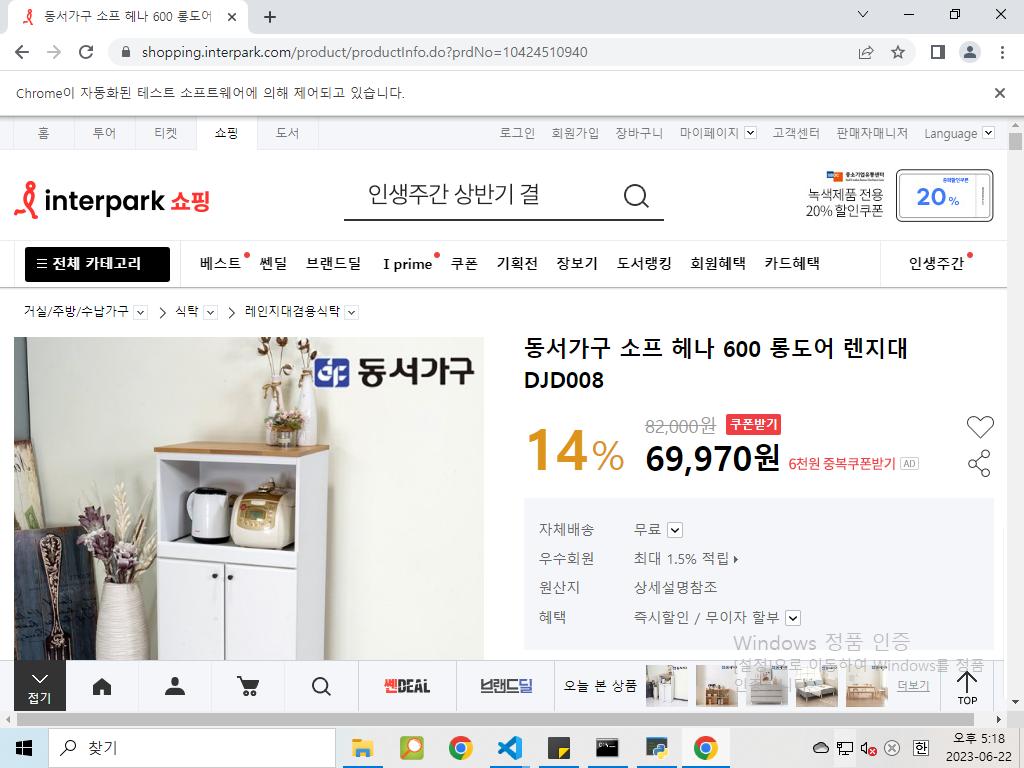 동서가구 소프 헤나 600 롱도어
shopping.interpark.com/product/productInfo.do?prdNo=10424510940
Chrome이 자동화된 테스트 소프트웨어에 의해 제어되고 있습니다.
홈 투어 티켓 쇼핑 도서 로그인 회원가입 장바구니 마이페이지 고객센터 판매자매니저 Language
interpark 쇼핑
인생주간 상반기 결
중소기업유통센터
녹색제품 전용
20% 할인쿠폰
중복할인쿠폰
20%
전체 카테고리 베스트 쎈딜 브랜드딜 I prime 쿠폰 기획전 장보기 도서랭킹 회원혜택 카드혜택 인생주간
거실/주방/수납가구 식탁 레인지대겸용식탁
동서가구
동서가구 소프 헤나 600 롱도어 렌지대
DJD008
14%
82,000원 쿠폰받기
69,970원 6천원 중복쿠폰받기 AD
자체배송 무료
우수회원 최대 1.5% 적립
원산지 상세설명참조
혜택 즉시할인 / 무이자 할부
Windows 정품 인증
[설정]으로 이동하여 Windows를 정품
접기
쎈DEAL
브랜드딜
오늘 본 상품
더보기
TOP
찾기
한
오후 5:18
2023-06-22